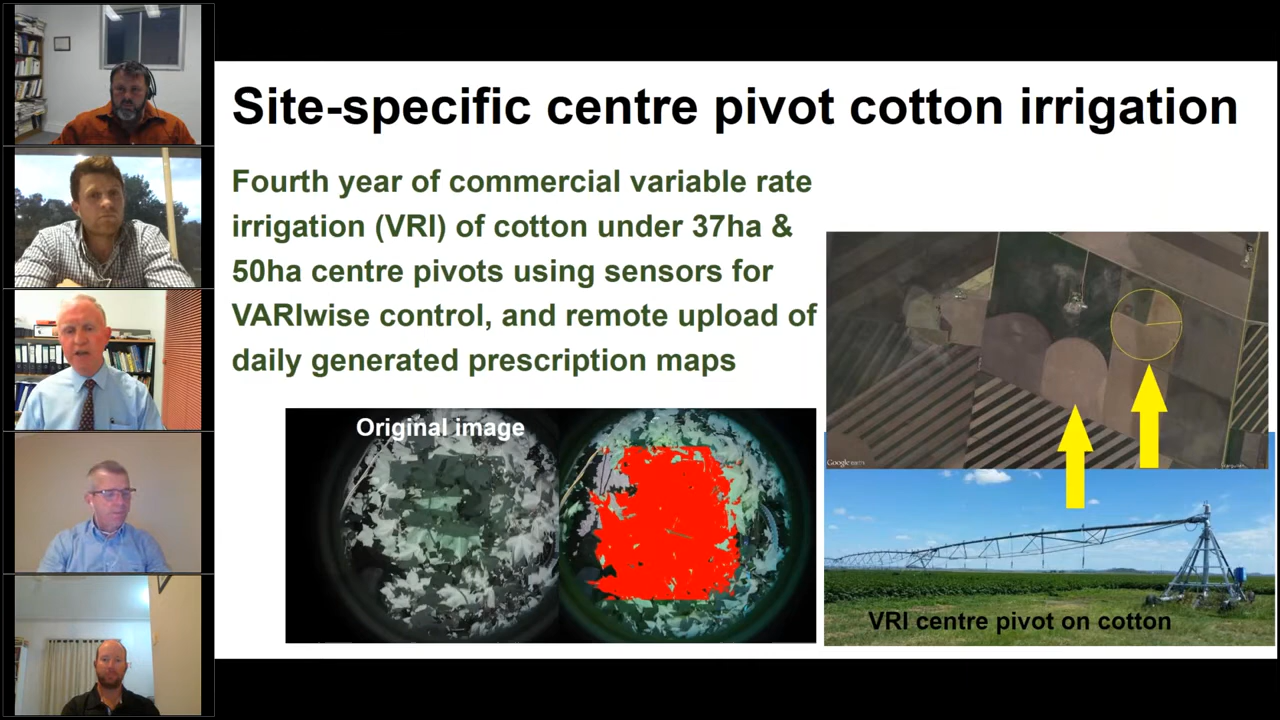 Site-specific centre pivot cotton irrigation
Fourth year of commercial variable rate
irrigation (VRI) of cotton under 37ha &
50ha centre pivots using sensors for
VARIwise control, and remote upload of
daily generated prescription maps
Original image
Google earth
VRI centre pivot on cotton